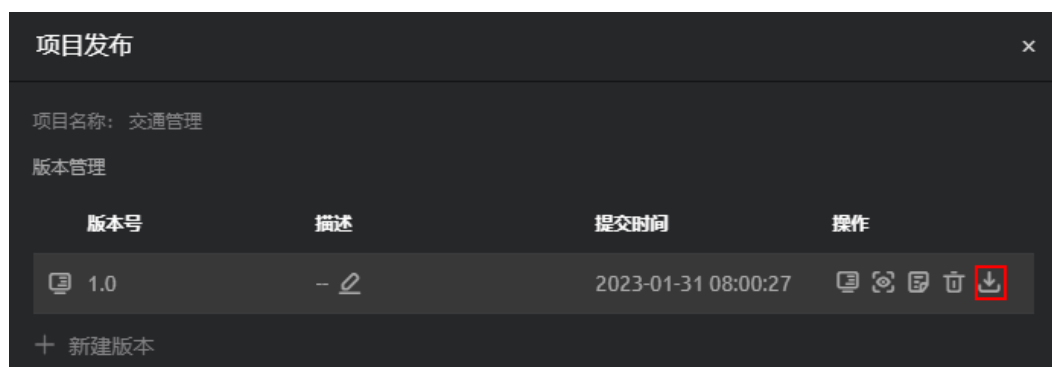 项目发布
项目名称： 交通管理
版本管理
版本号 描述 提交时间 操作
1.0 -- 2023-01-31 08:00:27
新建版本